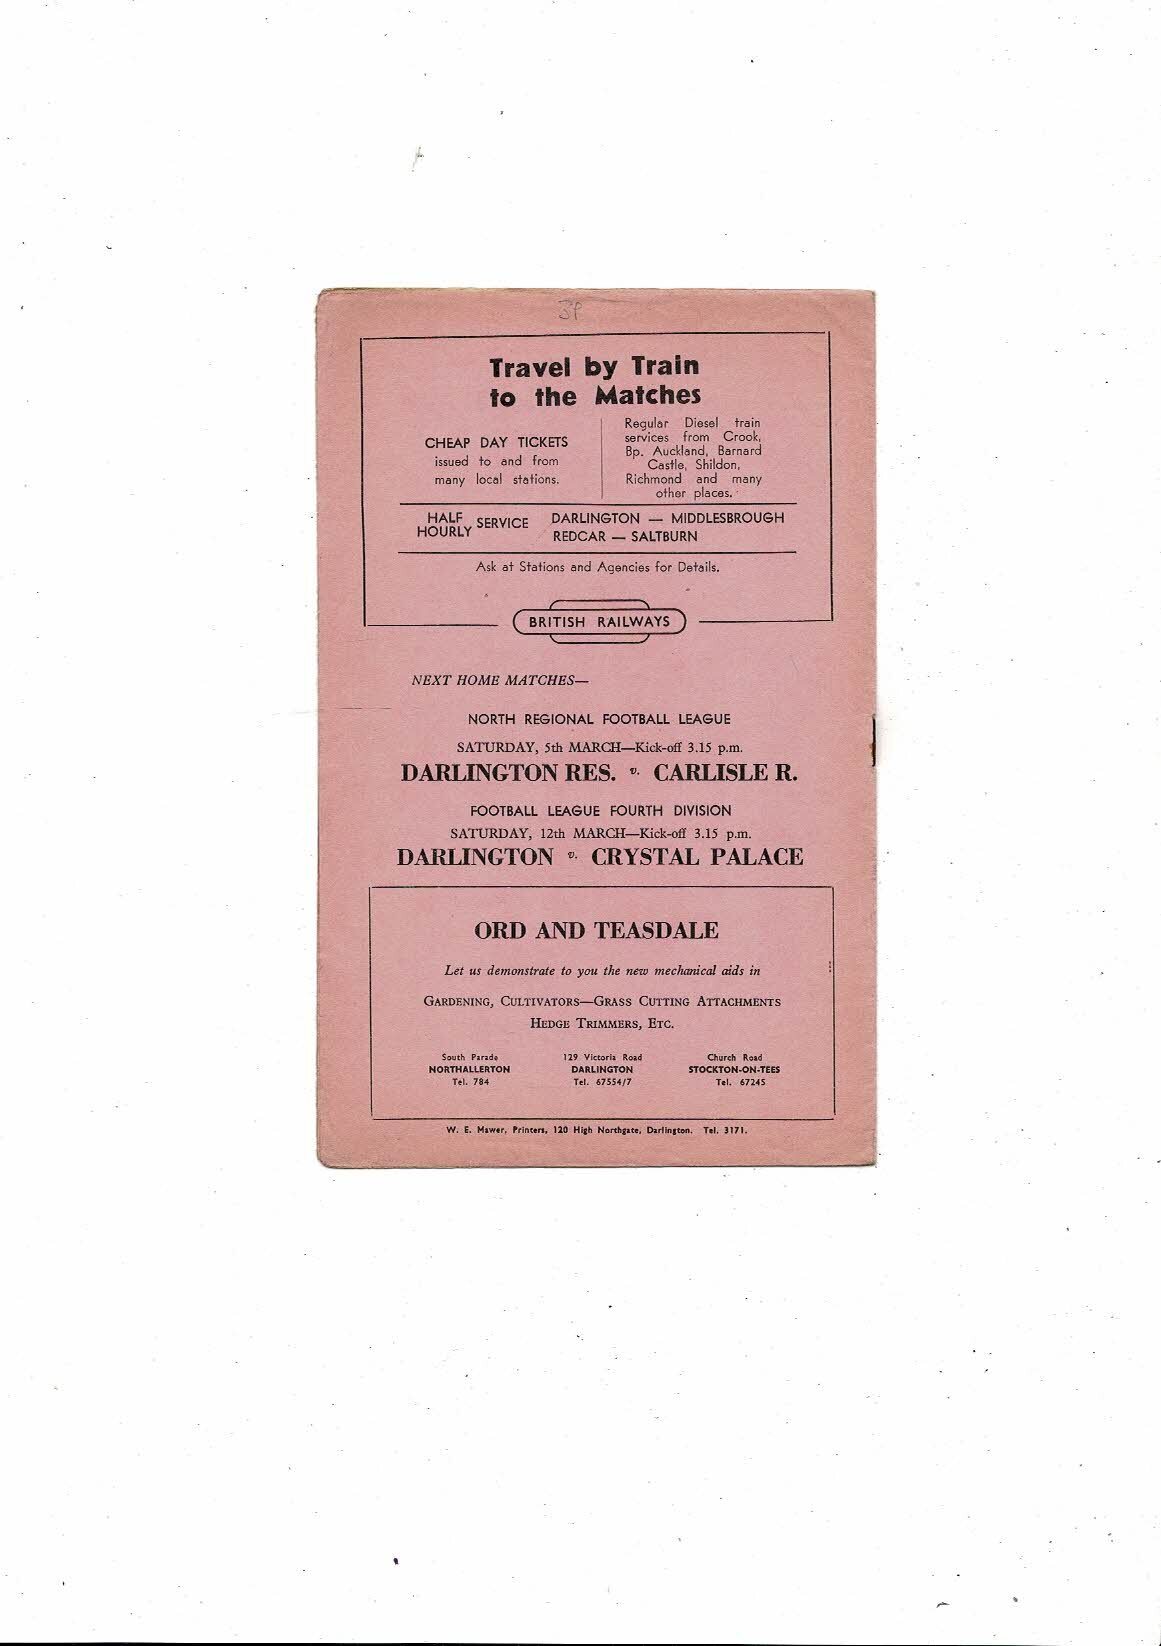 Travel by Train
to the Matches
CHEAP DAY TICKETS
issued to and from
many local stations.
Regular Diesel train
services from Crook,
Bp. Auckland, Barnard
Castle, Shildon,
Richmond and many
other places.
HALF HOURLY SERVICE DARLINGTON — MIDDLESBROUGH
REDCAR — SALTBURN
Ask at Stations and Agencies for Details.
BRITISH RAILWAYS
NEXT HOME MATCHES—
NORTH REGIONAL FOOTBALL LEAGUE
SATURDAY, 5th MARCH—Kick-off 3.15 p.m.
DARLINGTON RES. v. CARLISLE R.
FOOTBALL LEAGUE FOURTH DIVISION
SATURDAY, 12th MARCH—Kick-off 3.15 p.m.
DARLINGTON v. CRYSTAL PALACE
ORD AND TEASDALE
Let us demonstrate to you the new mechanical aids in
GARDENING, CULTIVATORS—GRASS CUTTING ATTACHMENTS
HEDGE TRIMMERS, ETC.
South Parade
NORTHALLERTON
Tel. 784
129 Victoria Road
DARLINGTON
Tel. 67554/7
Church Road
STOCKTON-ON-TEES
Tel. 67245
W. E. Mawer, Printers, 120 High Northgate, Darlington. Tel. 3171.